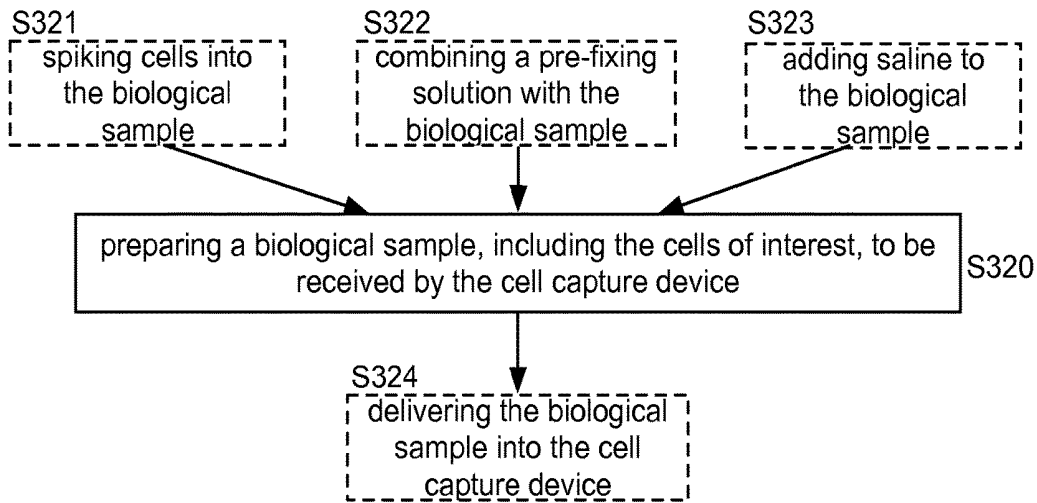 S321
spiking cells into
the biological
sample
S322
combining a pre-fixing
solution with the
biological sample
S323
adding saline to
the biological
sample
preparing a biological sample, including the cells of interest, to be
received by the cell capture device
S320
S324
delivering the biological
sample into the cell
capture device